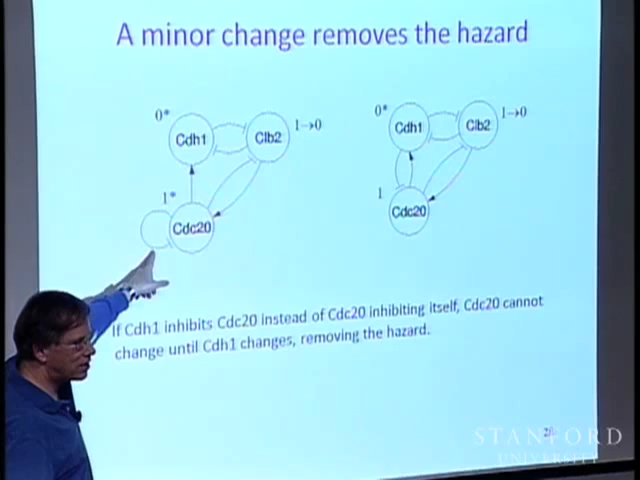 A minor change removes the hazard
0*
Cdh1
Clb2
1→0
1*
Cdc20
0*
Cdh1
Clb2
1→0
1
Cdc20
If Cdh1 inhibits Cdc20 instead of Cdc20 inhibiting itself, Cdc20 cannot
change until Cdh1 changes, removing the hazard.
STANFORD
UNIVERSITY